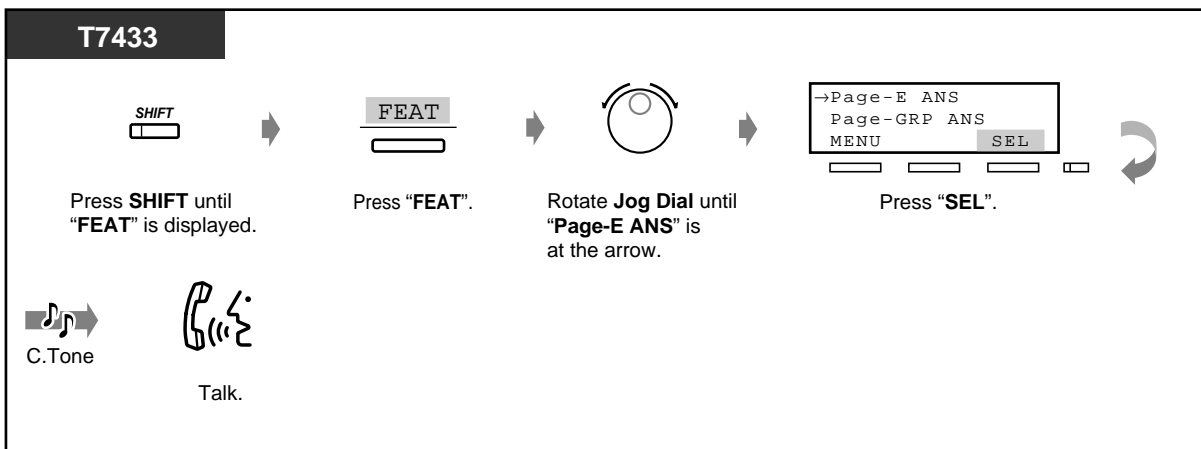 T7433
SHIFT
FEAT
→Page-E ANS
Page-GRP ANS
MENU SEL
Press SHIFT until
“FEAT” is displayed.
Press “FEAT”.
Rotate Jog Dial until
“Page-E ANS” is
at the arrow.
Press “SEL”.
C.Tone
Talk.